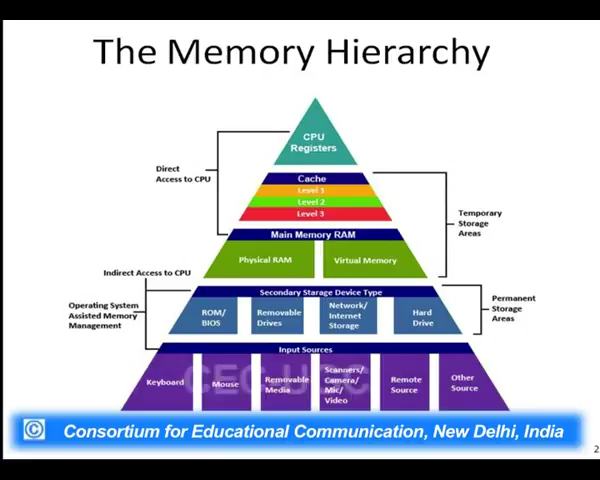 The Memory Hierarchy
CPU
Registers
Direct
Access to CPU
Cache
Level 1
Level 2
Level 3
Temporary
Storage
Areas
Main Memory RAM
Physical RAM
Virtual Memory
Indirect Access to CPU
Operating System
Assisted Memory
Management
Secondary Starage Device Type
ROM/
BIOS
Removable
Drives
Network/
Internet
Storage
Hard
Drive
Permanent
Storage
Areas
Input Sources
Keyboard
Mouse
Removable
Media
Scanners/
Camera/
Mic/
Video
Remote
Source
Other
Source
CEC UGC
© Consortium for Educational Communication, New Delhi, India
2